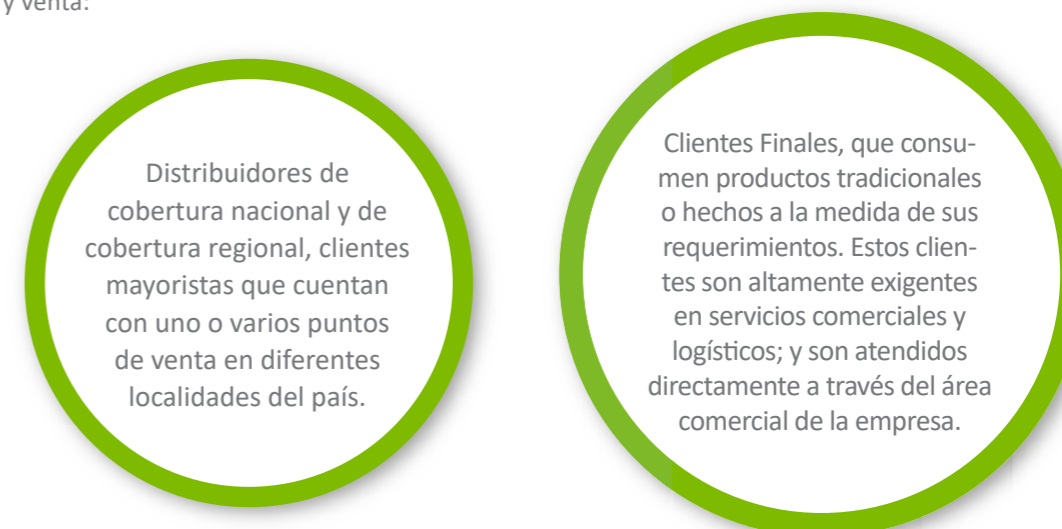 y venta:
Distribuidores de
cobertura nacional y de
cobertura regional, clientes
mayoristas que cuentan
con uno o varios puntos
de venta en diferentes
localidades del país.
Clientes Finales, que consu-
men productos tradicionales
o hechos a la medida de sus
requerimientos. Estos clien-
tes son altamente exigentes
en servicios comerciales y
logísticos; y son atendidos
directamente a través del área
comercial de la empresa.